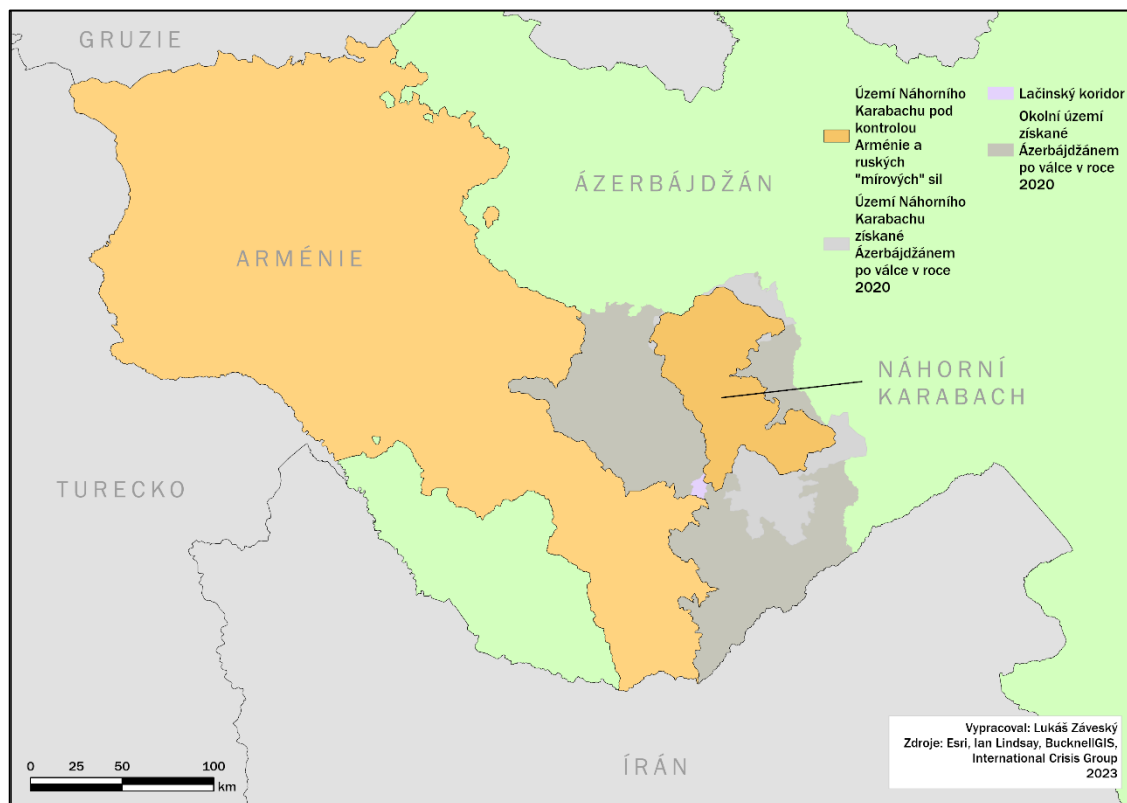 GRUZIE
ARMÉNIE
ÁZERBÁJDŽÁN
TURECKO
NÁHORNÍ
KARABACH
ÍRÁN
Území Náhorního
Karabachu pod
kontrolou
Arménie a
ruských
"mírových" sil
Území Náhorního
Karabachu
získané
Ázerbájdžánem
po válce v roce
2020
Lačinský koridor
Okolní území
získané
Ázerbájdžánem
po válce v roce
2020
0 25 50 100
km
Vypracoval: Lukáš Záveský
Zdroje: Esri, Ian Lindsay, BucknellGIS,
International Crisis Group
2023